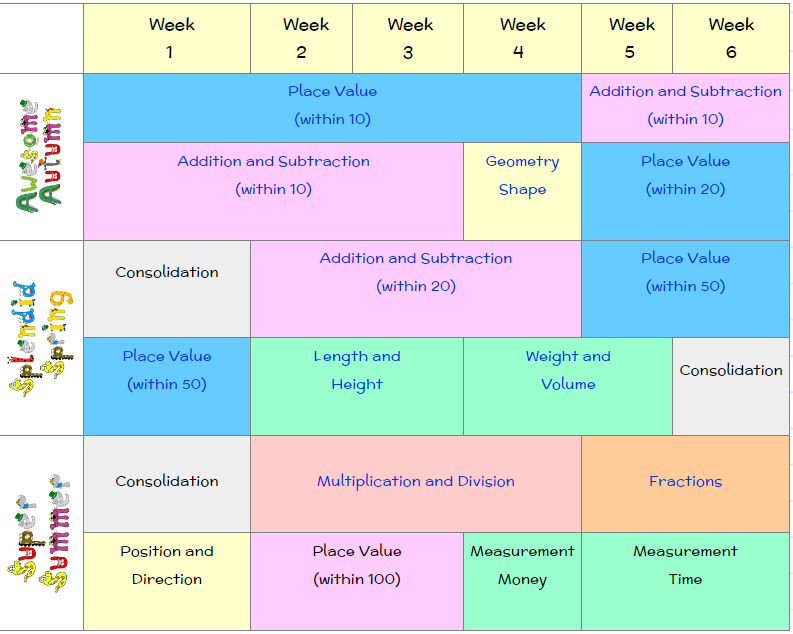 Week Week Week Week Week Week
1 2 3 4 5 6
Awesome
Autumn
Place Value
(within 10)
Addition and Subtraction
(within 10)
Addition and Subtraction
(within 10)
Geometry
Shape
Place Value
(within 20)
Splendid
Spring
Consolidation
Addition and Subtraction
(within 20)
Place Value
(within 50)
Place Value
(within 50)
Length and
Height
Weight and
Volume
Consolidation
Super
Summer
Consolidation
Multiplication and Division
Fractions
Position and
Direction
Place Value
(within 100)
Measurement
Money
Measurement
Time